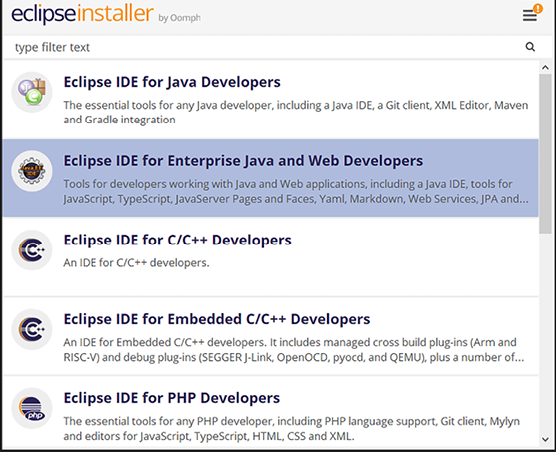 eclipseinstaller by Oomph
!
type filter text
Eclipse IDE for Java Developers
The essential tools for any Java developer, including a Java IDE, a Git client, XML Editor, Maven
and Gradle integration
Eclipse IDE for Enterprise Java and Web Developers
Tools for developers working with Java and Web applications, including a Java IDE, tools for
JavaScript, TypeScript, JavaServer Pages and Faces, Yaml, Markdown, Web Services, JPA and...
Eclipse IDE for C/C++ Developers
An IDE for C/C++ developers.
Eclipse IDE for Embedded C/C++ Developers
An IDE for Embedded C/C++ developers. It includes managed cross build plug-ins (Arm and
RISC-V) and debug plug-ins (SEGGER J-Link, OpenOCD, pyocd, and QEMU), plus a number of...
Eclipse IDE for PHP Developers
The essential tools for any PHP developer, including PHP language support, Git client, Mylyn
and editors for JavaScript, TypeScript, HTML, CSS and XML.
JAVA EE
IDE
C++
C++
php